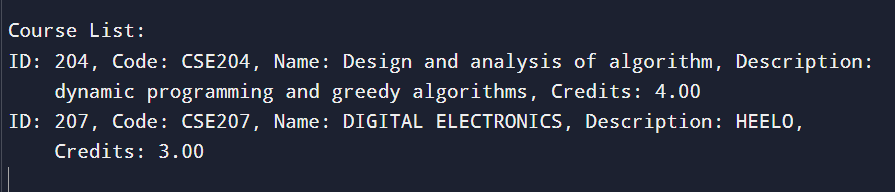 Course List:
ID: 204, Code: CSE204, Name: Design and analysis of algorithm, Description:
dynamic programming and greedy algorithms, Credits: 4.00
ID: 207, Code: CSE207, Name: DIGITAL ELECTRONICS, Description: HEELO,
Credits: 3.00